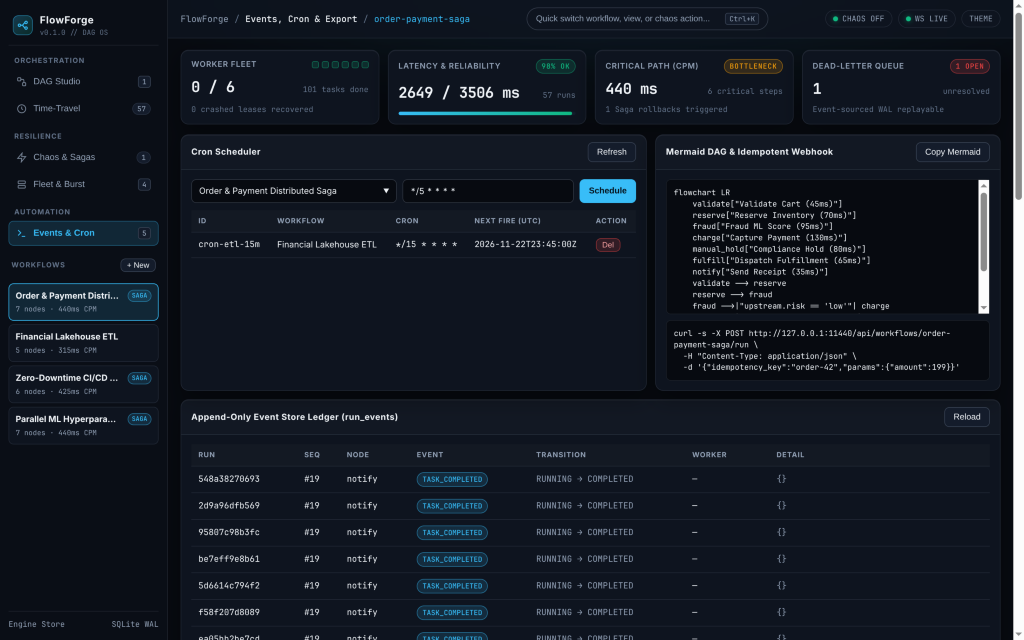 FlowForge
v0.1.0 // DAG OS
ORCHESTRATION
DAG Studio 1
Time-Travel 57
RESILIENCE
Chaos & Sagas 1
Fleet & Burst 4
AUTOMATION
Events & Cron 5
WORKFLOWS + New
Order & Payment Distri... SAGA
7 nodes · 440ms CPM
Financial Lakehouse ETL
5 nodes · 315ms CPM
Zero-Downtime CI/CD ... SAGA
6 nodes · 425ms CPM
Parallel ML Hyperpara... SAGA
7 nodes · 440ms CPM
Engine Store SQLite WAL
FlowForge / Events, Cron & Export / order-payment-saga
Quick switch workflow, view, or chaos action... Ctrl+K
CHAOS OFF
WS LIVE
THEME
WORKER FLEET
0 / 6 101 tasks done
0 crashed leases recovered
LATENCY & RELIABILITY 98% OK
2649 / 3506 ms 57 runs
CRITICAL PATH (CPM) BOTTLENECK
440 ms 6 critical steps
1 Saga rollbacks triggered
DEAD-LETTER QUEUE 1 OPEN
1 unresolved
Event-sourced WAL replayable
Cron Scheduler Refresh
Order & Payment Distributed Saga */5 * * * * Schedule
ID WORKFLOW CRON NEXT FIRE (UTC) ACTION
cron-etl-15m Financial Lakehouse ETL */15 * * * * 2026-11-22T23:45:00Z Del
Mermaid DAG & Idempotent Webhook Copy Mermaid
flowchart LR
validate["Validate Cart (45ms)"]
reserve["Reserve Inventory (70ms)"]
fraud["Fraud ML Score (95ms)"]
charge["Capture Payment (130ms)"]
manual_hold["Compliance Hold (80ms)"]
fulfill["Dispatch Fulfillment (65ms)"]
notify["Send Receipt (35ms)"]
validate --> reserve
reserve --> fraud
fraud -->|"upstream.risk == 'low'"| charge
curl -s -X POST http://127.0.0.1:11440/api/workflows/order-
payment-saga/run \
-H "Content-Type: application/json" \
-d '{"idempotency_key":"order-42","params":{"amount":199}}'
Append-Only Event Store Ledger (run_events) Reload
RUN SEQ NODE EVENT TRANSITION WORKER DETAIL
548a38270693 #19 notify TASK_COMPLETED RUNNING → COMPLETED — {}
2d9a96dfb569 #19 notify TASK_COMPLETED RUNNING → COMPLETED — {}
95807c98b3fc #19 notify TASK_COMPLETED RUNNING → COMPLETED — {}
be7eff9e8b61 #19 notify TASK_COMPLETED RUNNING → COMPLETED — {}
5d6614c794f2 #19 notify TASK_COMPLETED RUNNING → COMPLETED — {}
f58f207d8089 #19 notify TASK_COMPLETED RUNNING → COMPLETED — {}
#19 notify TASK_COMPLETED RUNNING → COMPLETED — {}